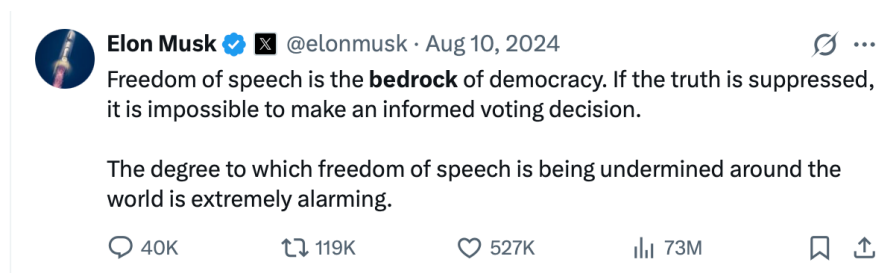 Elon Musk @elonmusk · Aug 10, 2024
Freedom of speech is the bedrock of democracy. If the truth is suppressed,
it is impossible to make an informed voting decision.
The degree to which freedom of speech is being undermined around the
world is extremely alarming.
40K 119K 527K 73M